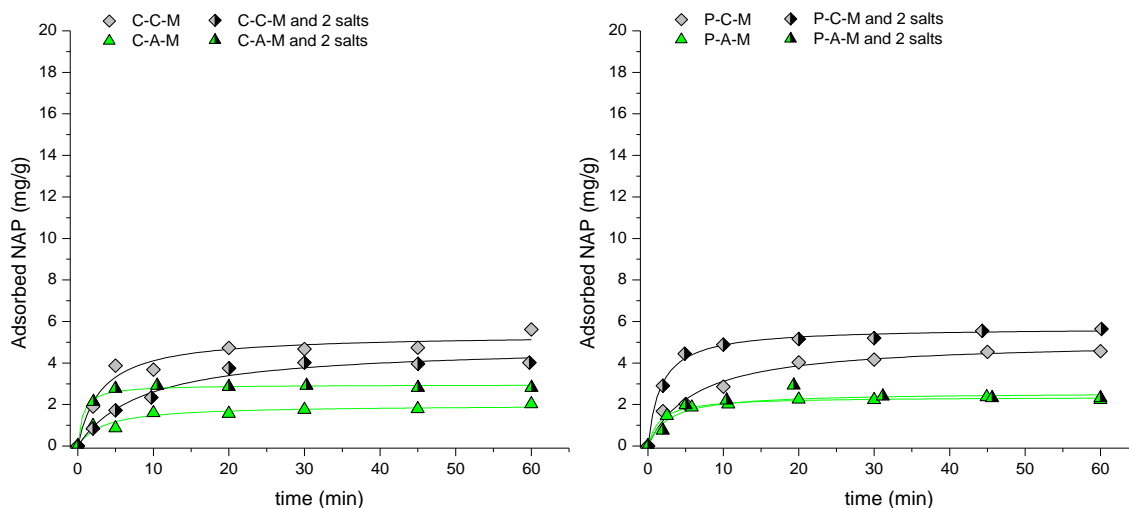 C-C-M
C-C-M and 2 salts
C-A-M
C-A-M and 2 salts
20
18
16
14
12
10
8
6
4
2
0
Adsorbed NAP (mg/g)
0 10 20 30 40 50 60
time (min)
P-C-M
P-C-M and 2 salts
P-A-M
P-A-M and 2 salts
20
18
16
14
12
10
8
6
4
2
0
Adsorbed NAP (mg/g)
0 10 20 30 40 50 60
time (min)